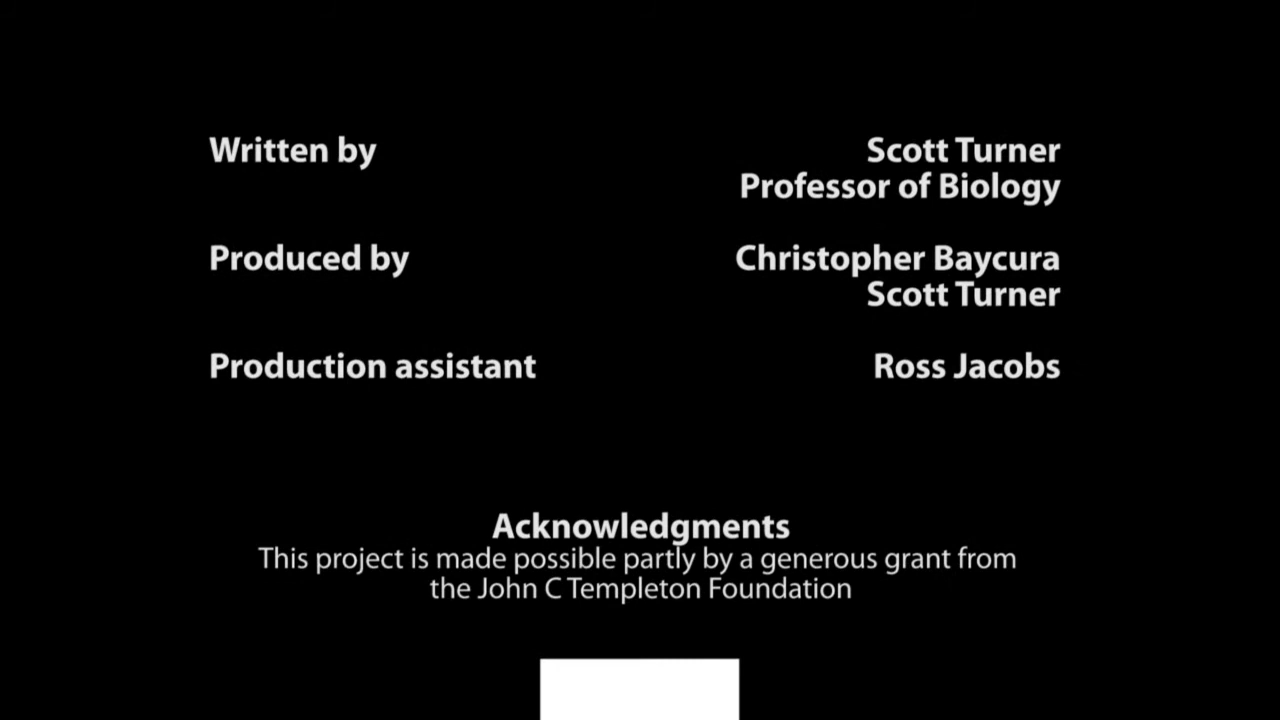 Written by Scott Turner
Professor of Biology
Produced by Christopher Baycura
Scott Turner
Production assistant Ross Jacobs
Acknowledgments
This project is made possible partly by a generous grant from
the John C Templeton Foundation